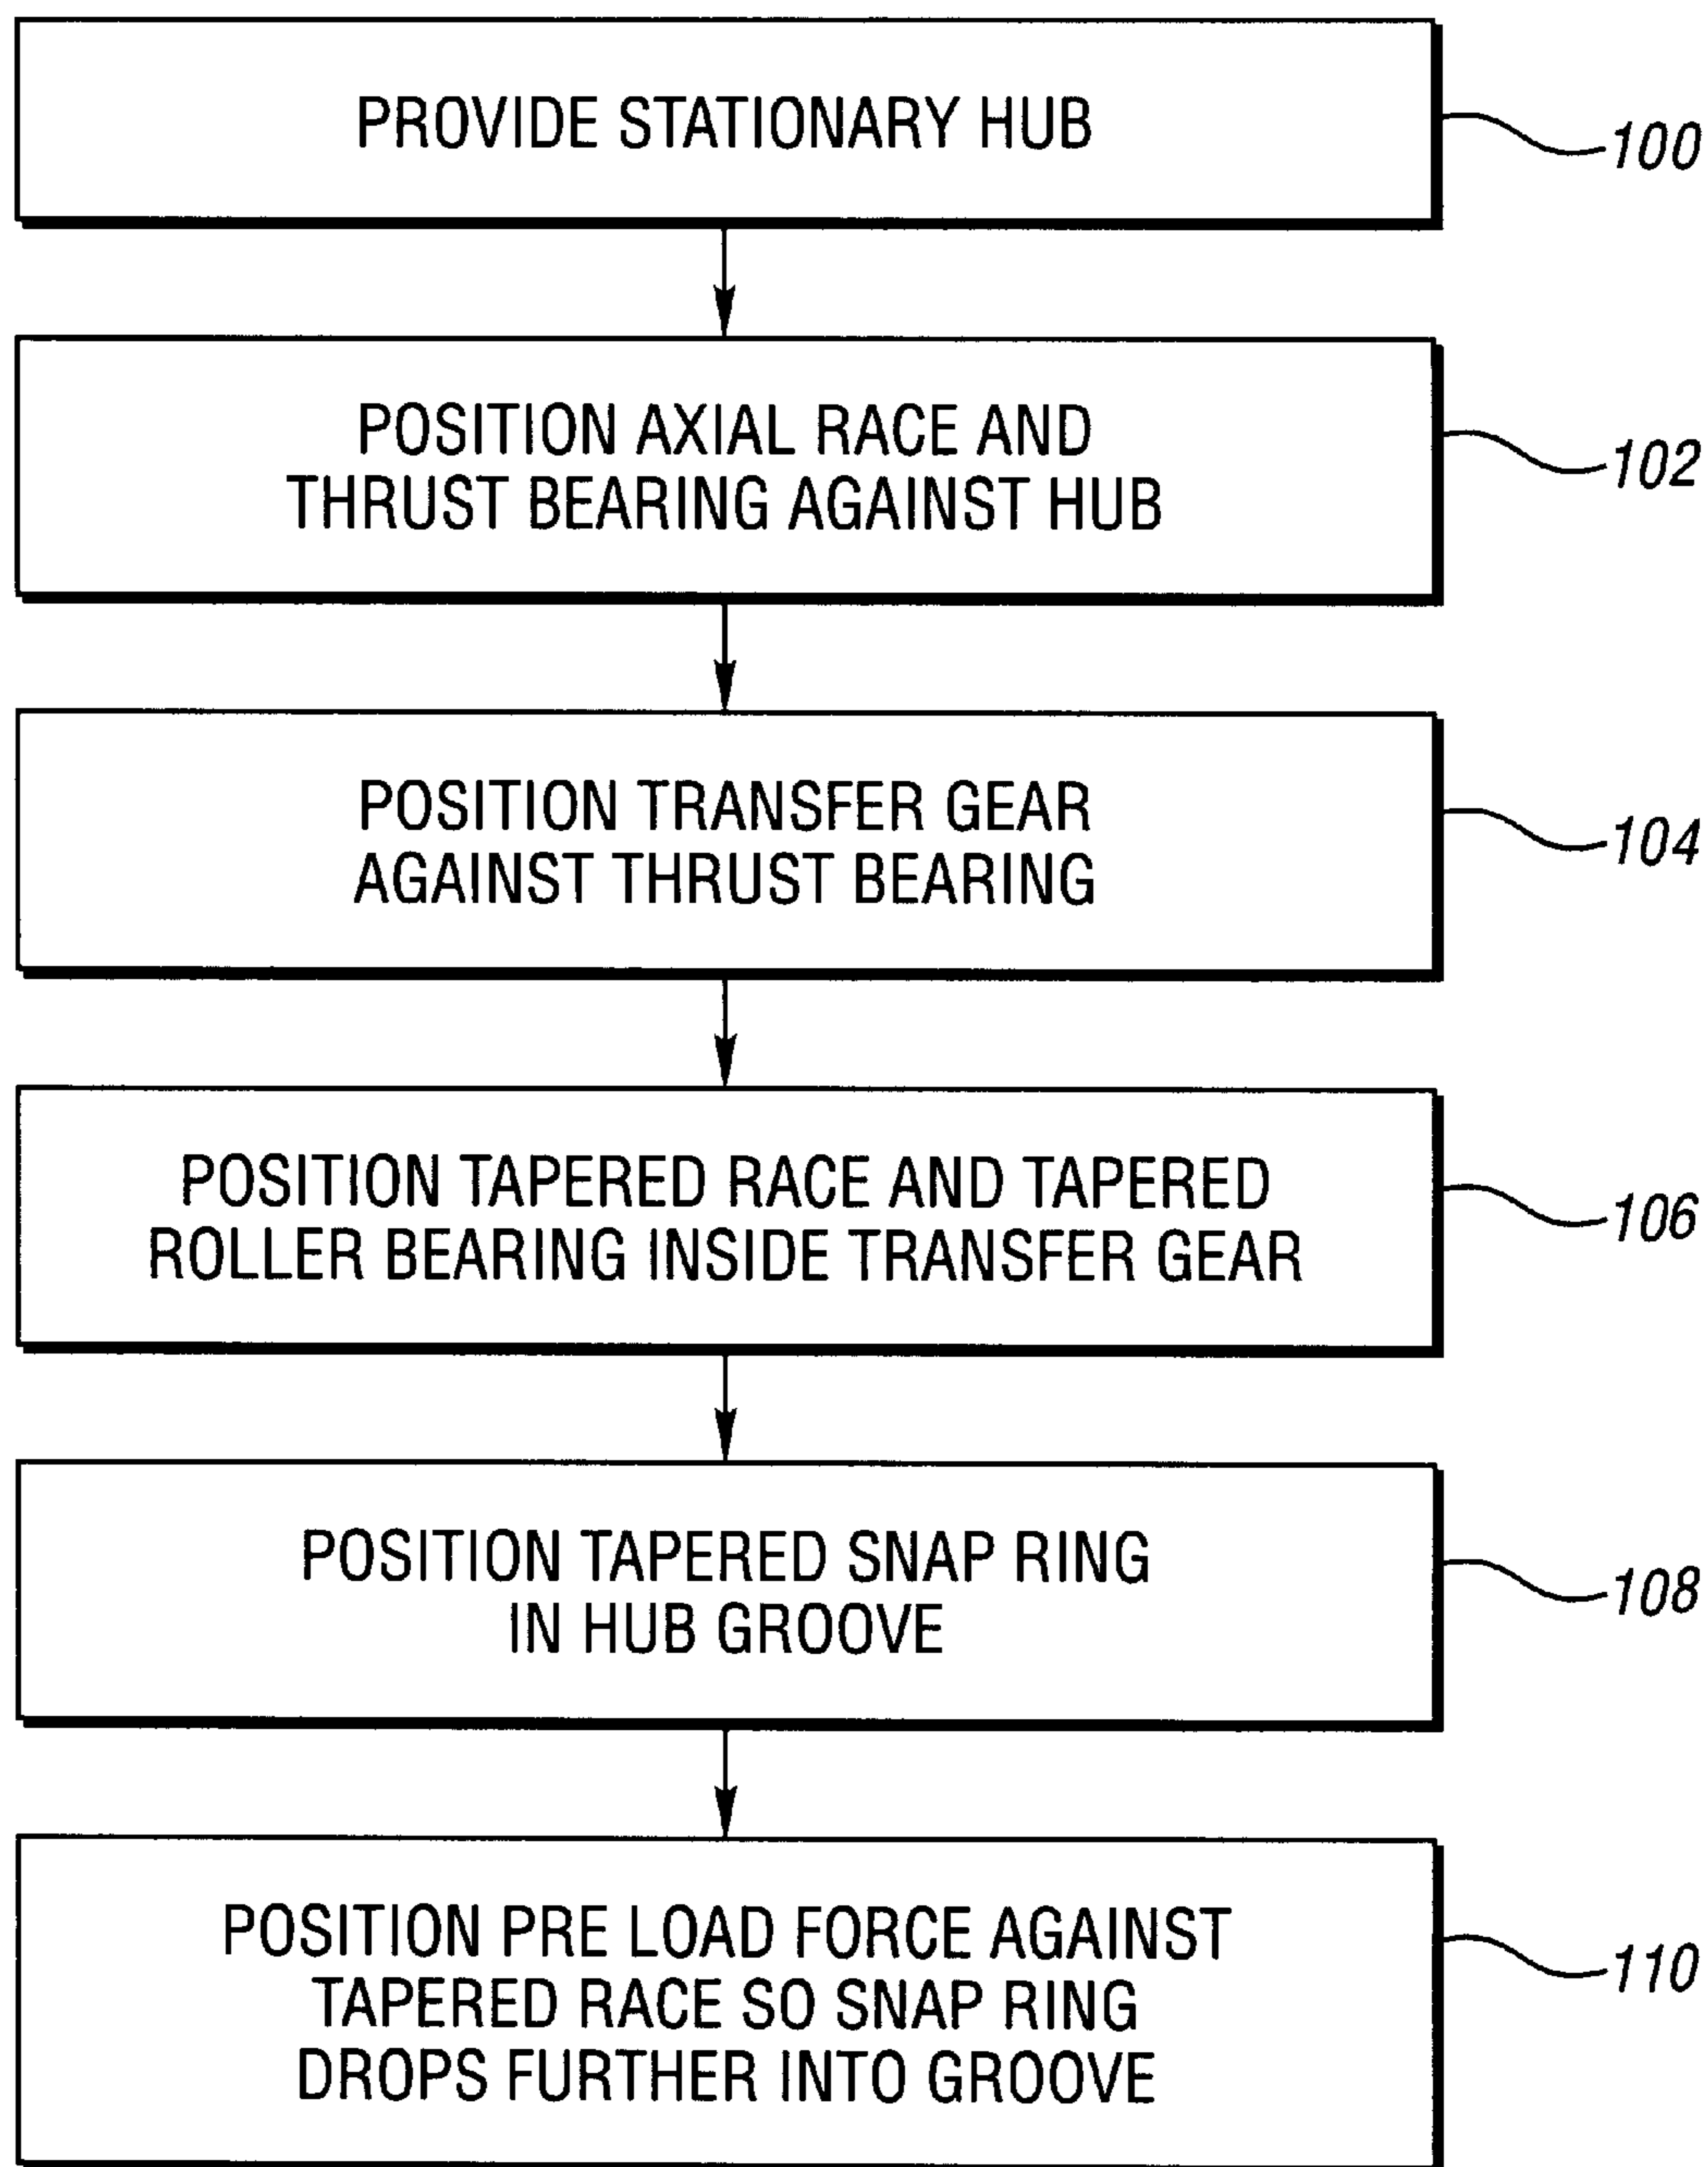 PROVIDE STATIONARY HUB
100
POSITION AXIAL RACE AND
THRUST BEARING AGAINST HUB
102
POSITION TRANSFER GEAR
AGAINST THRUST BEARING
104
POSITION TAPERED RACE AND TAPERED
ROLLER BEARING INSIDE TRANSFER GEAR
106
POSITION TAPERED SNAP RING
IN HUB GROOVE
108
POSITION PRE LOAD FORCE AGAINST
TAPERED RACE SO SNAP RING
DROPS FURTHER INTO GROOVE
110